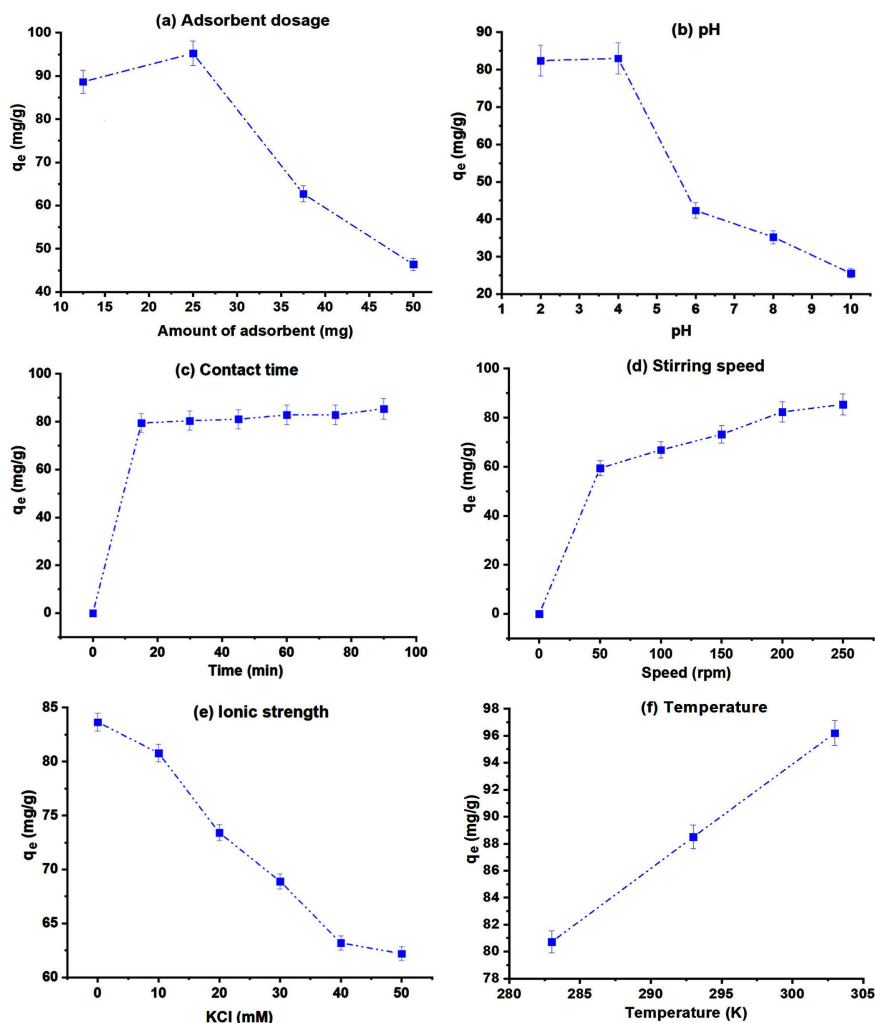 (a) Adsorbent dosage
100
90
80
70
60
50
40
qe (mg/g)
10 15 20 25 30 35 40 45 50
Amount of adsorbent (mg)
(b) pH
90
80
70
60
50
40
30
20
qe (mg/g)
1 2 3 4 5 6 7 8 9 10
pH
(c) Contact time
100
80
60
40
20
0
qe (mg/g)
0 20 40 60 80 100
Time (min)
(d) Stirring speed
100
80
60
40
20
0
qe (mg/g)
0 50 100 150 200 250
Speed (rpm)
(e) Ionic strength
85
80
75
70
65
60
qe (mg/g)
0 10 20 30 40 50
KCl (mM)
(f) Temperature
98
96
94
92
90
88
86
84
82
80
78
qe (mg/g)
280 285 290 295 300 305
Temperature (K)